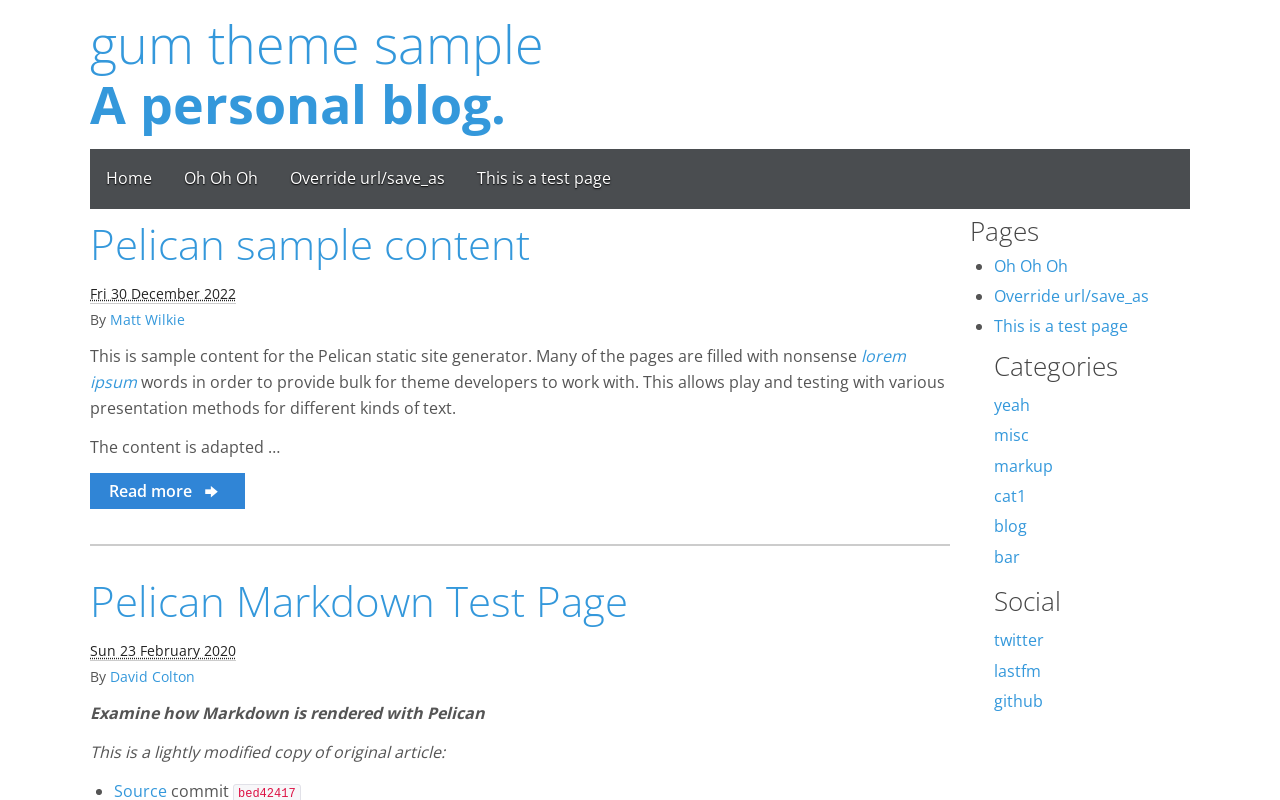 gum theme sample
A personal blog.
Home
Oh Oh Oh
Override url/save_as
This is a test page
Pelican sample content
Fri 30 December 2022
By Matt Wilkie
This is sample content for the Pelican static site generator. Many of the pages are filled with nonsense lorem
ipsum words in order to provide bulk for theme developers to work with. This allows play and testing with various
presentation methods for different kinds of text.
The content is adapted …
Read more
Pelican Markdown Test Page
Sun 23 February 2020
By David Colton
Examine how Markdown is rendered with Pelican
This is a lightly modified copy of original article:
Source commit bed42417
Pages
Oh Oh Oh
Override url/save_as
This is a test page
Categories
yeah
misc
markup
cat1
blog
bar
Social
twitter
lastfm
github